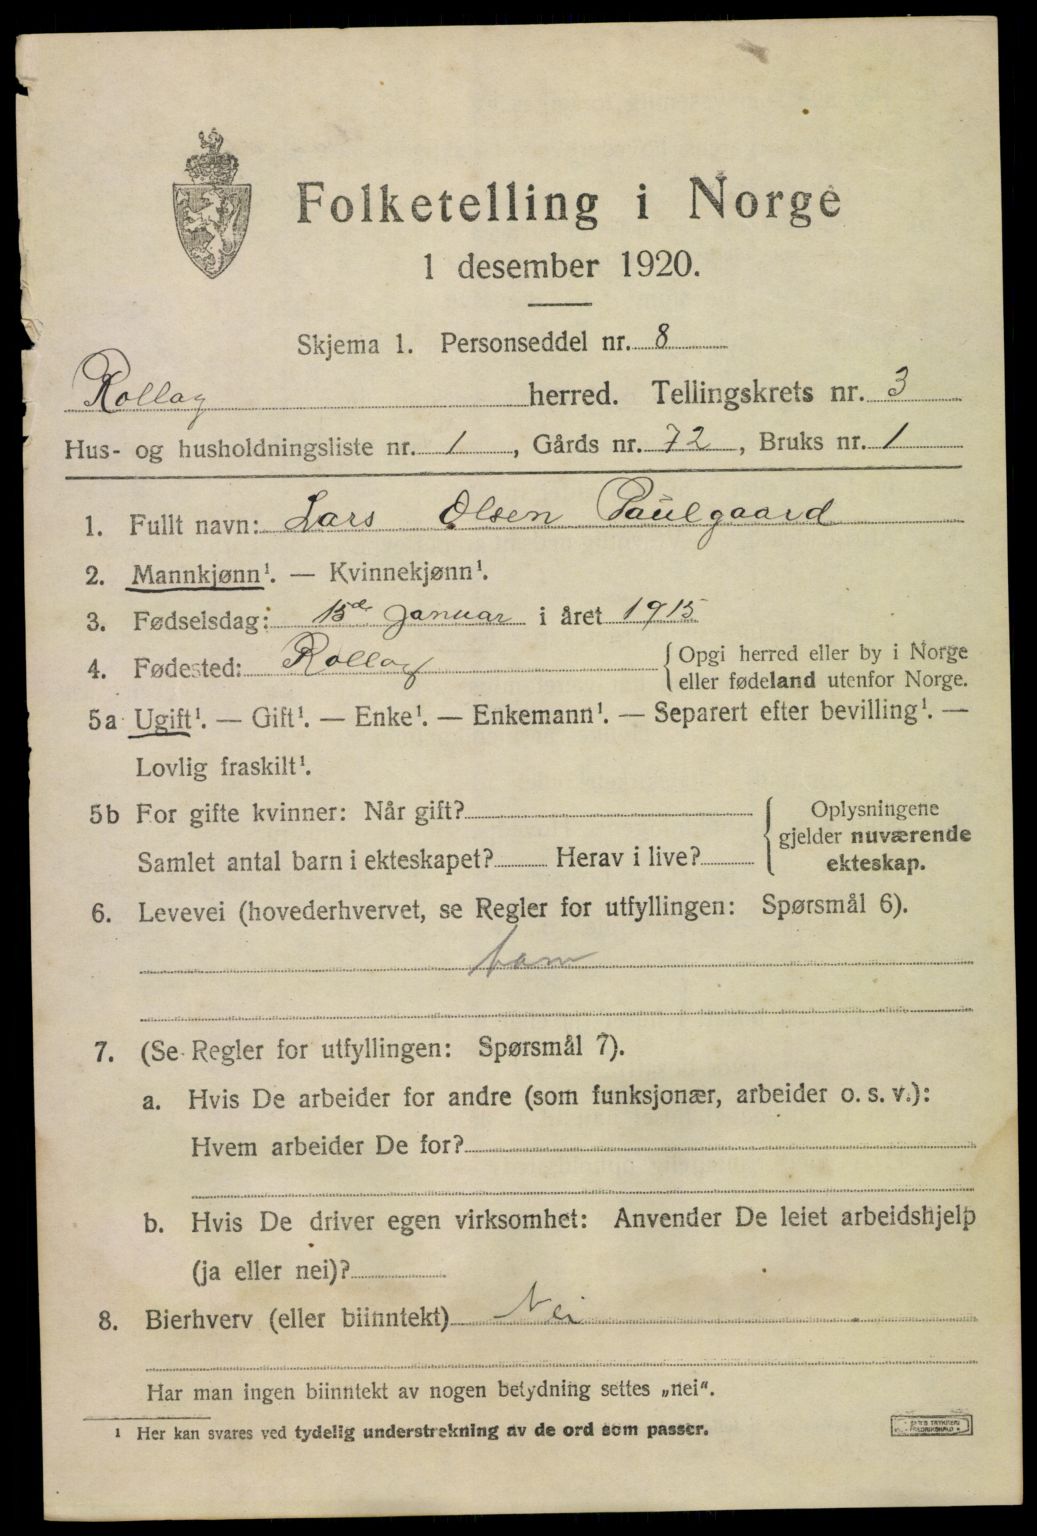 Folketelling i Norge
1 desember 1920.
Skjema 1. Personseddel nr. 8
Rollag herred. Tellingskrets nr. 3
Hus- og husholdningsliste nr. 1, Gårds nr. 72, Bruks nr. 1
1. Fullt navn: Lars Olsen Paulgaard
2. Mannkjønn¹. — Kvinnekjønn¹.
3. Fødselsdag: 15de Januar i året 1915
4. Fødested: Rollag { Opgi herred eller by i Norge
eller fødeland utenfor Norge.
5a Ugift¹. — Gift¹. — Enke¹. — Enkemann¹. — Separert efter bevilling¹. —
Lovlig fraskilt¹.
5b For gifte kvinner: Når gift?
Samlet antal barn i ekteskapet? Herav i live?
{ Oplysningene
gjelder nuværende
ekteskap.
6. Levevei (hovederhvervet, se Regler for utfyllingen: Spørsmål 6).
barn
7. (Se Regler for utfyllingen: Spørsmål 7).
a. Hvis De arbeider for andre (som funksjonær, arbeider o. s. v.):
Hvem arbeider De for?
b. Hvis De driver egen virksomhet: Anvender De leiet arbeidshjelp
(ja eller nei)?
8. Bierhverv (eller biinntekt) Nei
Har man ingen biinntekt av nogen betydning settes „nei".
¹ Her kan svares ved tydelig understrekning av de ord som passer.